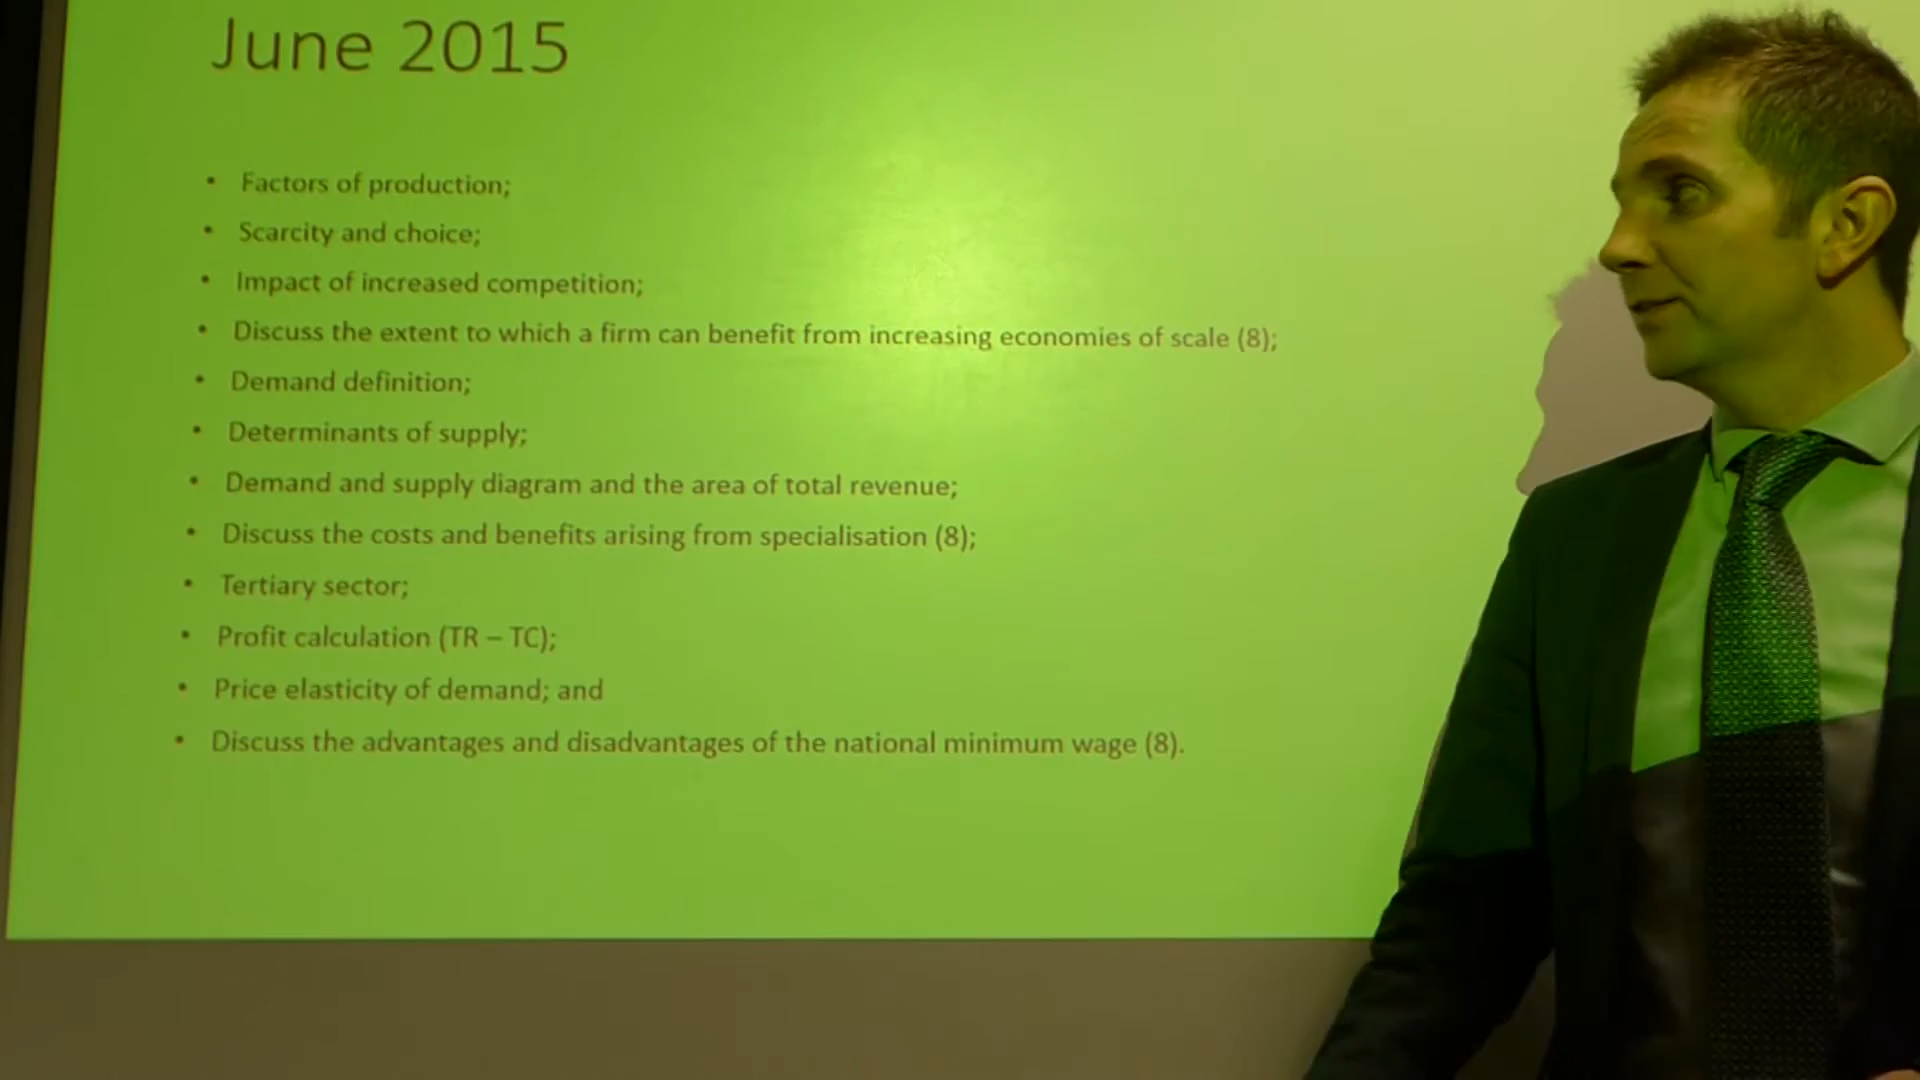 June 2015
• Factors of production;
• Scarcity and choice;
• Impact of increased competition;
• Discuss the extent to which a firm can benefit from increasing economies of scale (8);
• Demand definition;
• Determinants of supply;
• Demand and supply diagram and the area of total revenue;
• Discuss the costs and benefits arising from specialisation (8);
• Tertiary sector;
• Profit calculation (TR – TC);
• Price elasticity of demand; and
• Discuss the advantages and disadvantages of the national minimum wage (8).